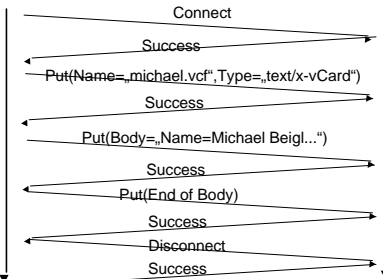 Connect
Success
Put(Name=„michael.vcf“,Type=„text/x-vCard“)
Success
Put(Body=„Name=Michael Beigl...“)
Success
Put(End of Body)
Success
Disconnect
Success